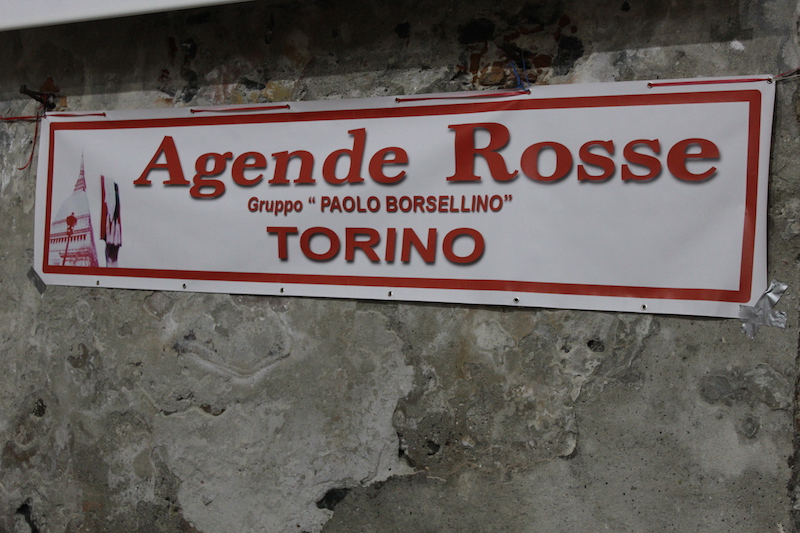 Agende Rosse
Gruppo “ PAOLO BORSELLINO”
TORINO